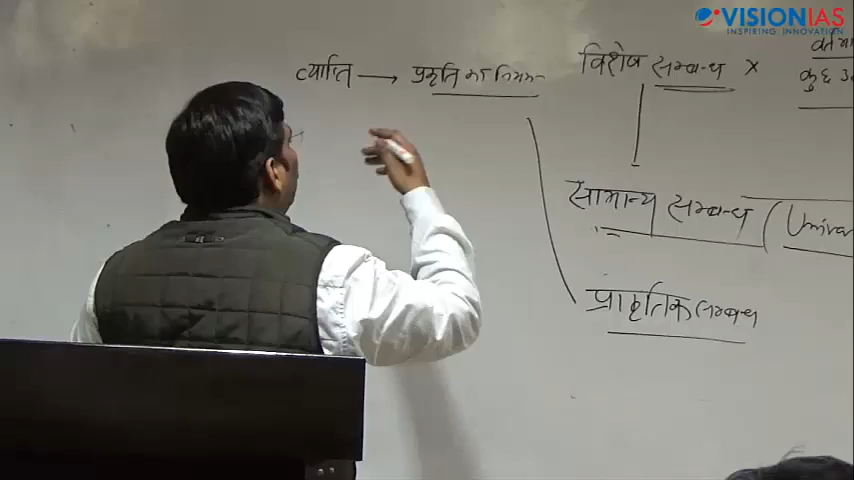 VISIONIAS
INSPIRING INNOVATION
व्याप्ति → प्रकृति का नियम
विशेष सम्बन्ध ×
कुछ
सामान्य सम्बन्ध (Univer
प्राकृतिक सम्बन्ध